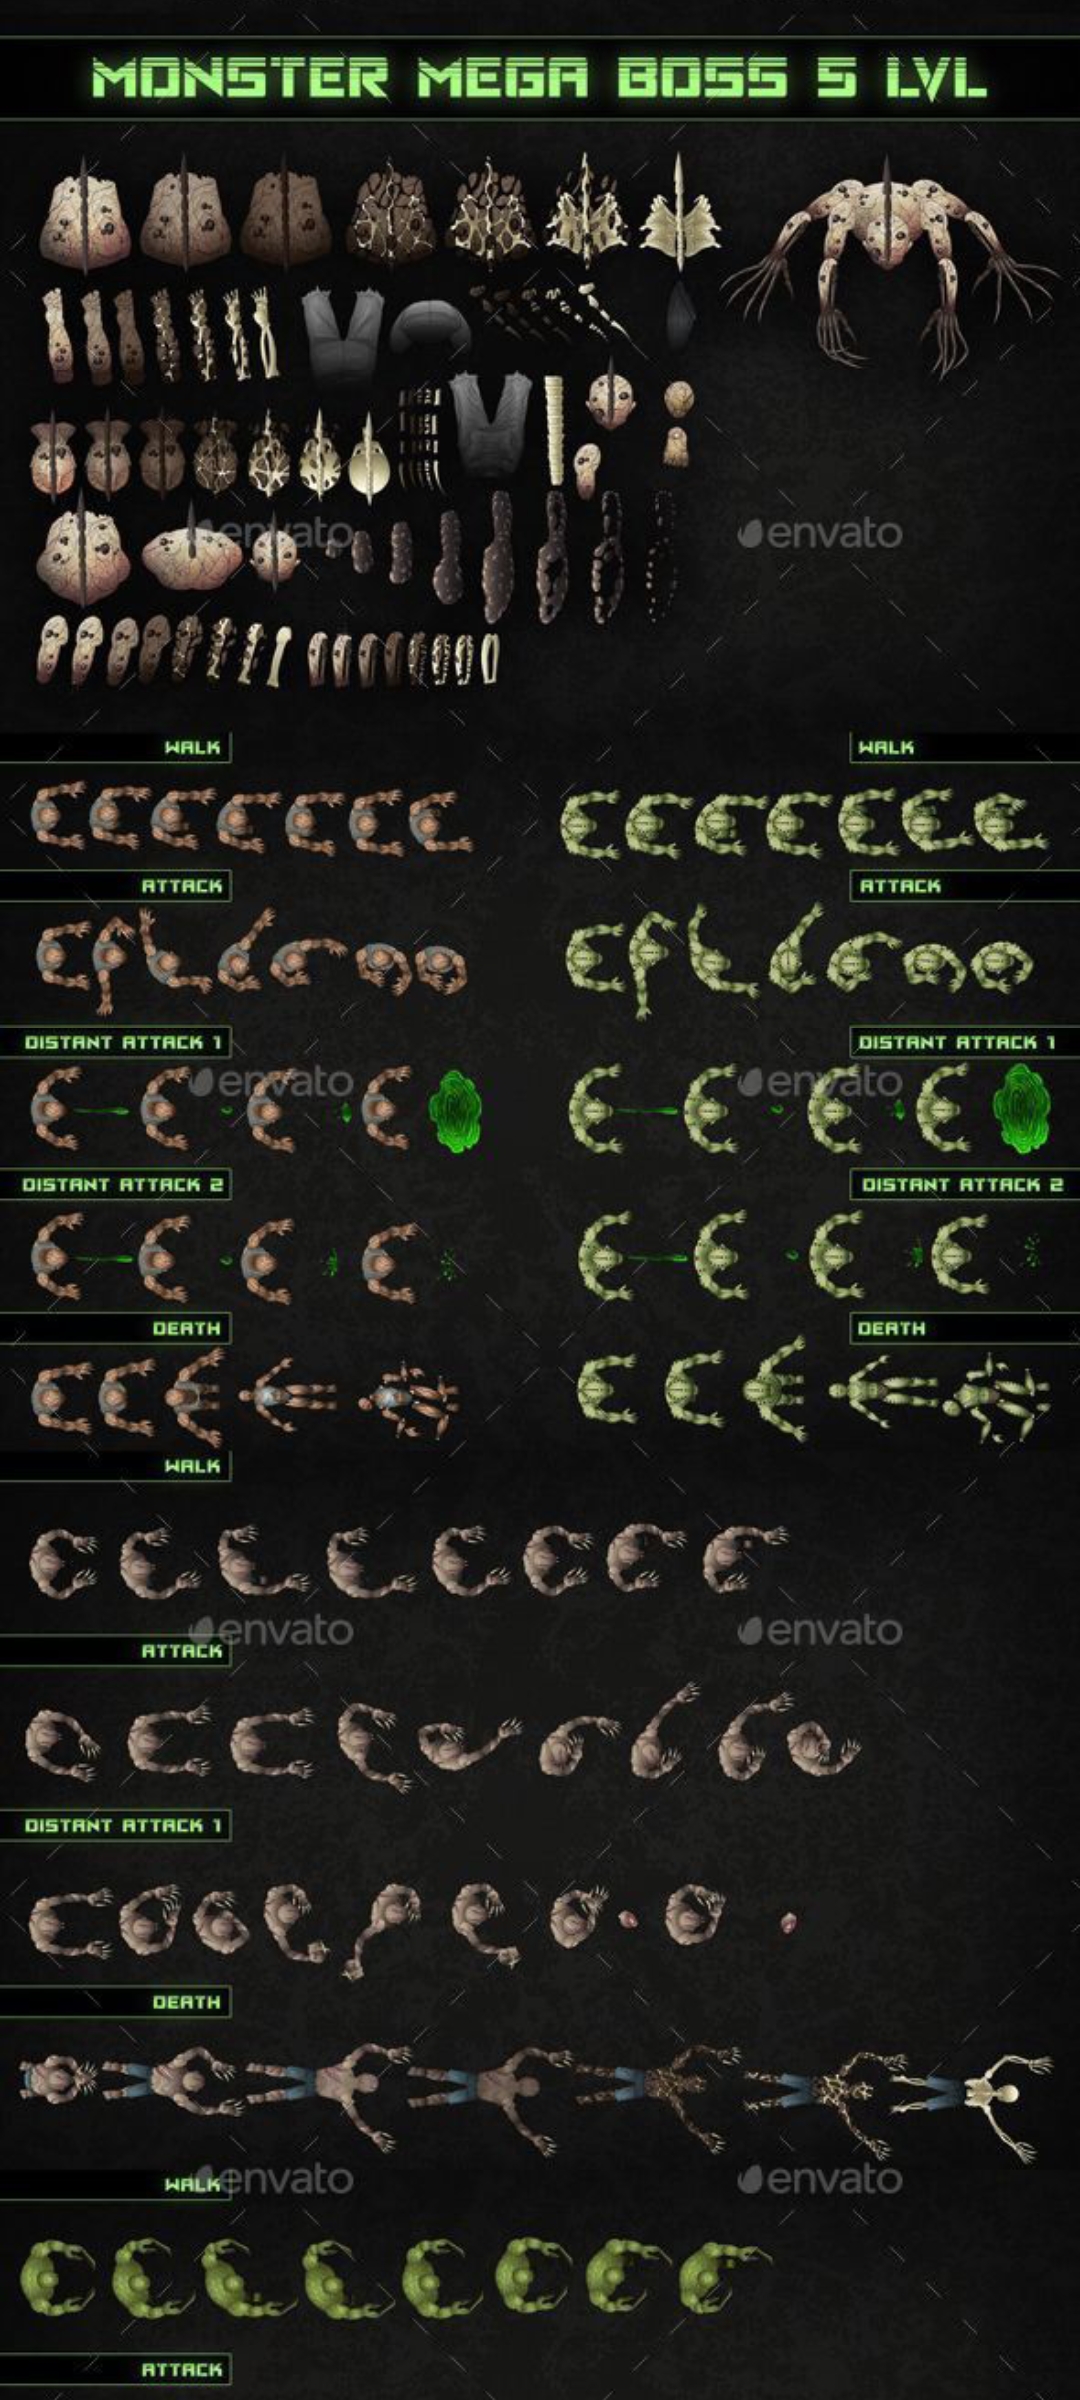 MONSTER MEGA BOSS 5 LVL
envato envato
WALK WALK
ATTACK ATTACK
DISTANT ATTACK 1 DISTANT ATTACK 1
envato envato
DISTANT ATTACK 2 DISTANT ATTACK 2
DEATH DEATH
WALK
envato envato
ATTACK
DISTANT ATTACK 1
DEATH
envato envato
WALK
ATTACK